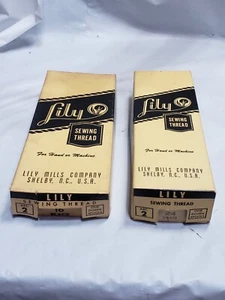 Lily
SEWING
THREAD
For Hand or Machine
LILY MILLS COMPANY
SHELBY, N.C., U.S.A.
LILY
SEWING THREAD
2
BLACK
Lily
SEWING
THREAD
For Hand or Machine
LILY MILLS COMPANY
SHELBY, N.C., U.S.A.
LILY
SEWING THREAD
2